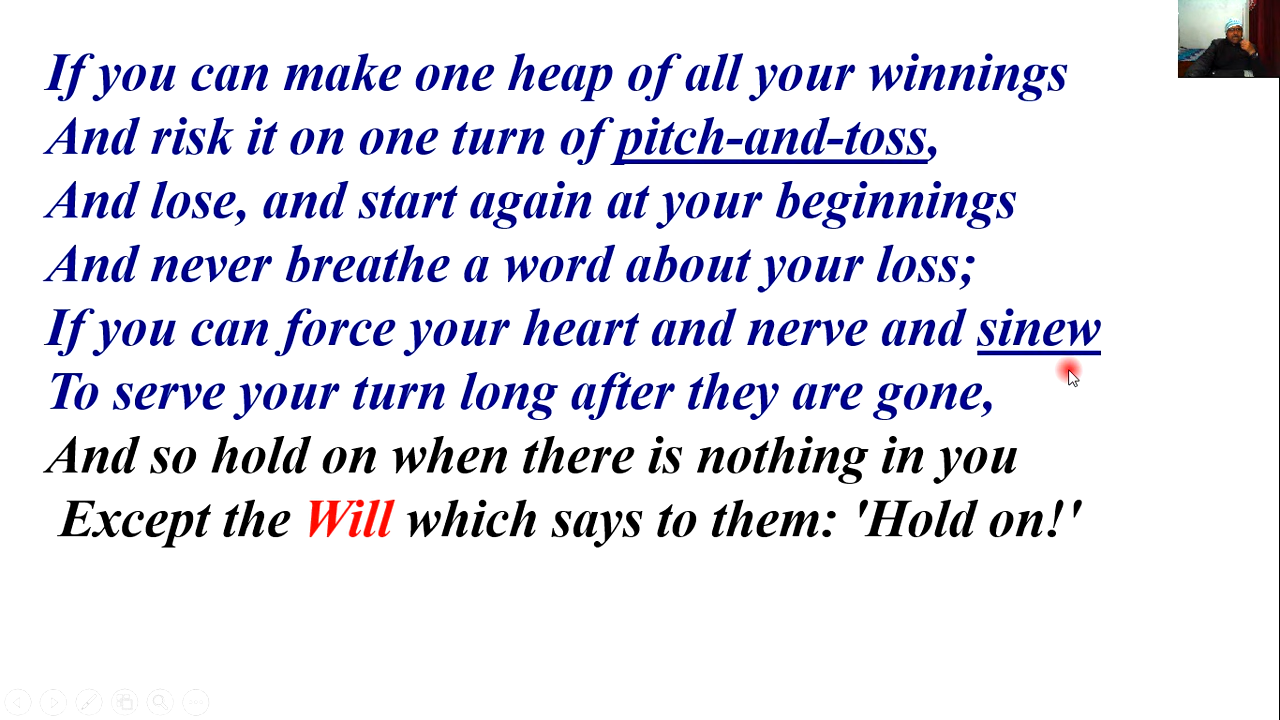 If you can make one heap of all your winnings
And risk it on one turn of pitch-and-toss,
And lose, and start again at your beginnings
And never breathe a word about your loss;
If you can force your heart and nerve and sinew
To serve your turn long after they are gone,
And so hold on when there is nothing in you
Except the Will which says to them: 'Hold on!'